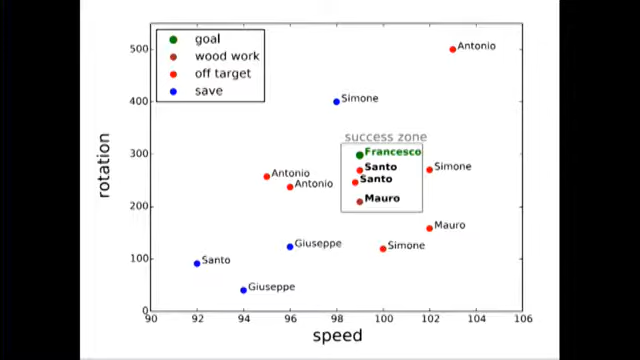 goal
wood work
off target
save
rotation
500
400
300
200
100
0
Antonio
Simone
success zone
Francesco
Santo
Santo
Mauro
Simone
Antonio
Antonio
Mauro
Simone
Giuseppe
Santo
Giuseppe
90 92 94 96 98 100 102 104 106
speed